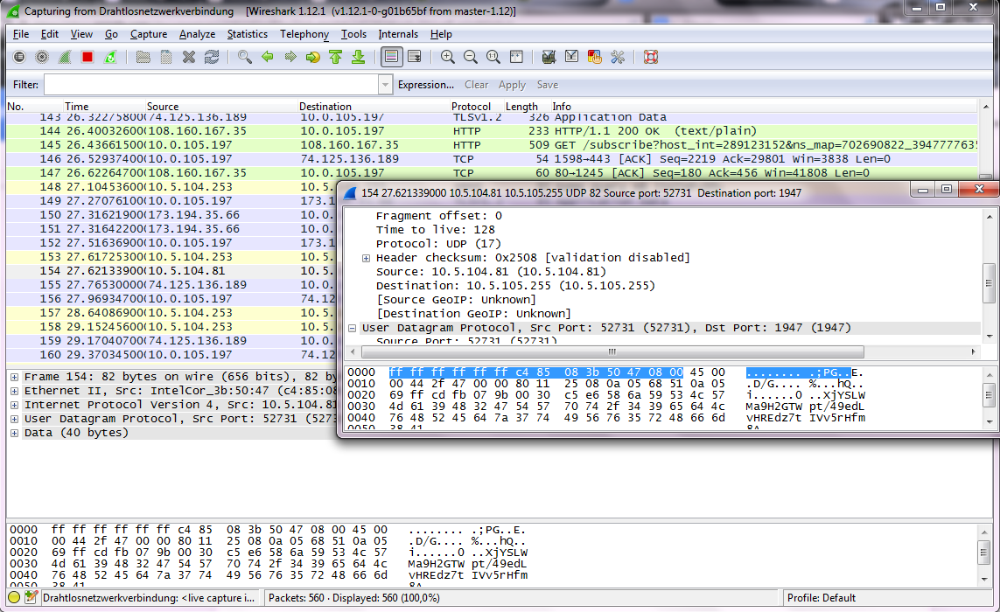 Capturing from Drahtlosnetzwerkverbindung [Wireshark 1.12.1 (v1.12.1-0-g01b65bf from master-1.12)]
File Edit View Go Capture Analyze Statistics Telephony Tools Internals Help
Filter: Expression... Clear Apply Save
No. Time Source Destination Protocol Length Info
143 26.322758000 74.125.136.189 10.0.105.197 TLSv1.2 326 Application Data
144 26.400326000 108.160.167.35 10.0.105.197 HTTP 233 HTTP/1.1 200 OK (text/plain)
145 26.436615000 10.0.105.197 108.160.167.35 HTTP 509 GET /subscribe?host_int=289123152&ns_map=702690822_394777763
146 26.529374000 10.0.105.197 74.125.136.189 TCP 54 1598→443 [ACK] Seq=2219 Ack=29801 Win=3838 Len=0
147 26.622647000 108.160.167.35 10.0.105.197 TCP 60 80→1245 [ACK] Seq=180 Ack=456 Win=41808 Len=0
148 27.104536000 10.5.104.253 10.5.
149 27.270761000 10.0.105.197 173.1
150 27.316219000 173.194.35.66 10.0.
151 27.316422000 173.194.35.66 10.0.
152 27.516369000 10.0.105.197 173.1
153 27.617253000 10.5.104.253 10.5.
154 27.621339000 10.5.104.81 10.5.
155 27.765300000 74.125.136.189 10.0.
156 27.969347000 10.0.105.197 74.12
157 28.640869000 10.5.104.253 10.5.
158 29.152456000 10.5.104.253 10.5.
159 29.170407000 74.125.136.189 10.0.
160 29.370345000 10.0.105.197 74.12
154 27.621339000 10.5.104.81 10.5.105.255 UDP 82 Source port: 52731 Destination port: 1947
Fragment offset: 0
Time to live: 128
Protocol: UDP (17)
Header checksum: 0x2508 [validation disabled]
Source: 10.5.104.81 (10.5.104.81)
Destination: 10.5.105.255 (10.5.105.255)
[Source GeoIP: Unknown]
[Destination GeoIP: Unknown]
User Datagram Protocol, Src Port: 52731 (52731), Dst Port: 1947 (1947)
Source Port: 52731 (52731)
0000 ff ff ff ff ff ff c4 85 08 3b 50 47 08 00 45 00 ........ .;PG..E.
0010 00 44 2f 47 00 00 80 11 25 08 0a 05 68 51 0a 05 .D/G.... %...hQ..
0020 69 ff cd fb 07 9b 00 30 c5 e6 58 6a 59 53 4c 57 i......0 ..XjYSLW
0030 4d 61 39 48 32 47 54 57 70 74 2f 34 39 65 64 4c Ma9H2GTW pt/49edL
0040 76 48 52 45 64 7a 37 74 49 56 76 35 72 48 66 6d vHREdz7t IVv5rHfm
0050 38 41 8A
Frame 154: 82 bytes on wire (656 bits), 82 by
Ethernet II, Src: IntelCor_3b:50:47 (c4:85:08
Internet Protocol Version 4, Src: 10.5.104.81
User Datagram Protocol, Src Port: 52731 (527
Data (40 bytes)
0000 ff ff ff ff ff ff c4 85 08 3b 50 47 08 00 45 00 ........ .;PG..E.
0010 00 44 2f 47 00 00 80 11 25 08 0a 05 68 51 0a 05 .D/G.... %...hQ..
0020 69 ff cd fb 07 9b 00 30 c5 e6 58 6a 59 53 4c 57 i......0 ..XjYSLW
0030 4d 61 39 48 32 47 54 57 70 74 2f 34 39 65 64 4c Ma9H2GTW pt/49edL
0040 76 48 52 45 64 7a 37 74 49 56 76 35 72 48 66 6d vHREdz7t IVv5rHfm
38 41 8A
Drahtlosnetzwerkverbindung: <live capture i... Packets: 560 · Displayed: 560 (100,0%) Profile: Default